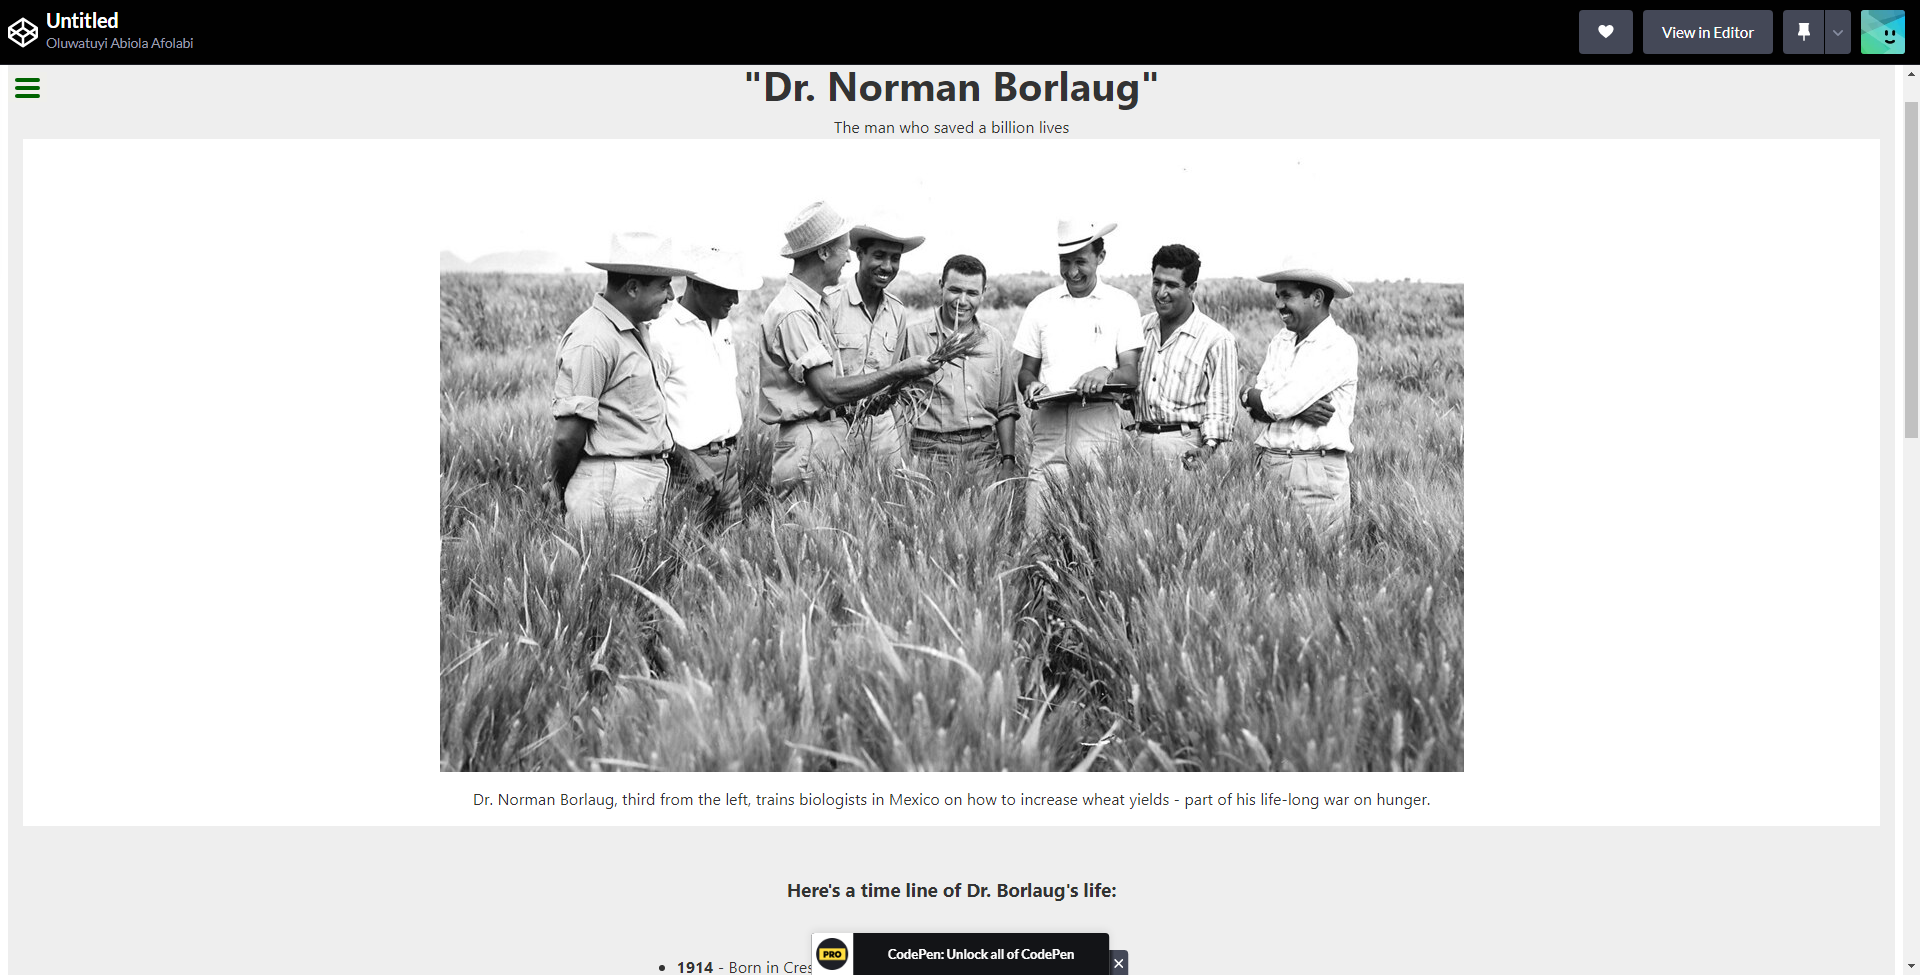 Untitled
Oluwatuyi Abiola Afolabi
View in Editor
"Dr. Norman Borlaug"
The man who saved a billion lives
Dr. Norman Borlaug, third from the left, trains biologists in Mexico on how to increase wheat yields - part of his life-long war on hunger.
Here's a time line of Dr. Borlaug's life:
1914 - Born in Cres
PRO
CodePen: Unlock all of CodePen